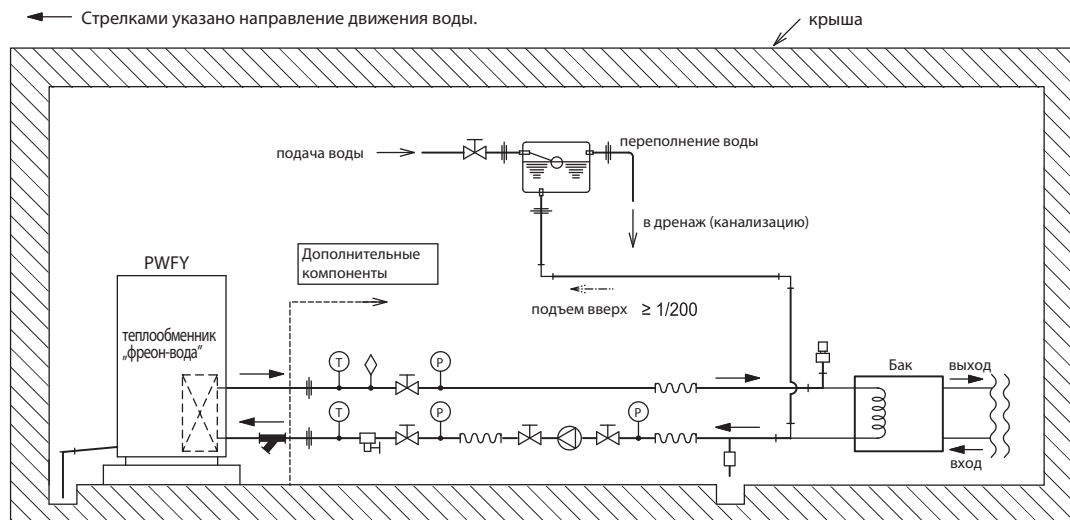 Стрелками указано направление движения воды.
крыша
подача воды
переполнение воды
в дренаж (канализацию)
PWFY
Дополнительные
компоненты
подъем вверх ≥ 1/200
теплообменник
„фреон-вода"
T
P
Бак
выход
T
P
P
вход